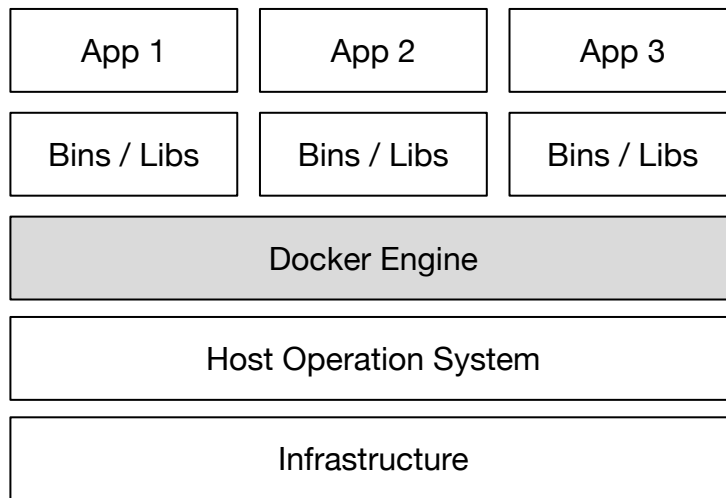 App 1
App 2
App 3
Bins / Libs
Bins / Libs
Bins / Libs
Docker Engine
Host Operation System
Infrastructure